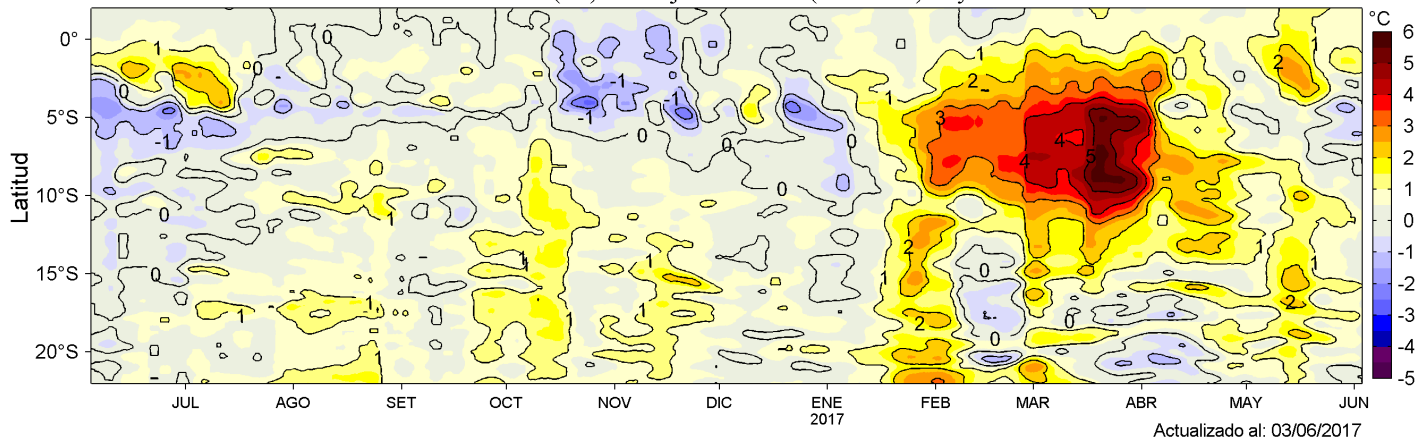 °C
0°
5°S
10°S
15°S
20°S
Latitud
6
5
4
3
2
1
0
-1
-2
-3
-4
-5
JUL
AGO
SET
OCT
NOV
DIC
ENE
2017
FEB
MAR
ABR
MAY
JUN
Actualizado al: 03/06/2017